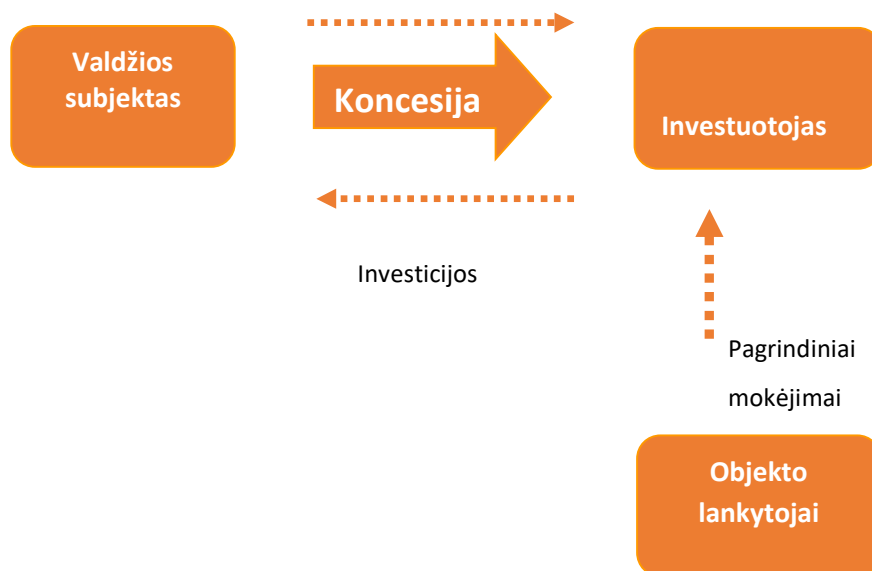 Valdžios
subjektas
Koncesija
Investuotojas
Investicijos
Pagrindiniai
mokėjimai
Objekto
lankytojai